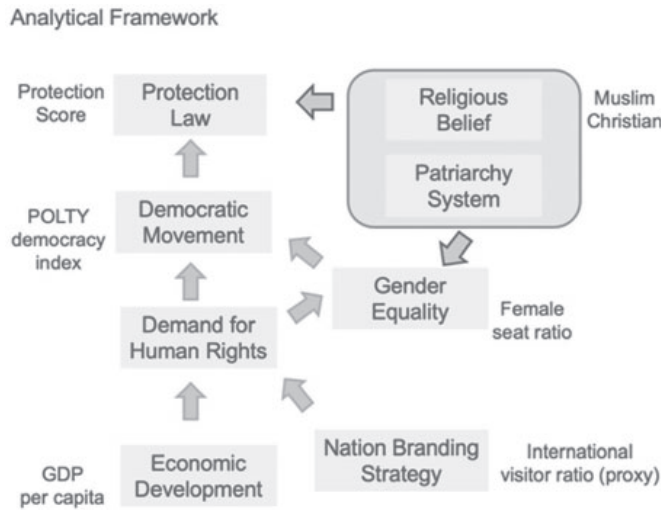 Analytical Framework
Protection
Score
Protection
Law
Religious
Belief
Muslim
Christian
Patriarchy
System
POLTY
democracy
index
Democratic
Movement
Gender
Equality
Female
seat ratio
Demand for
Human Rights
GDP
per capita
Economic
Development
Nation Branding
Strategy
International
visitor ratio (proxy)